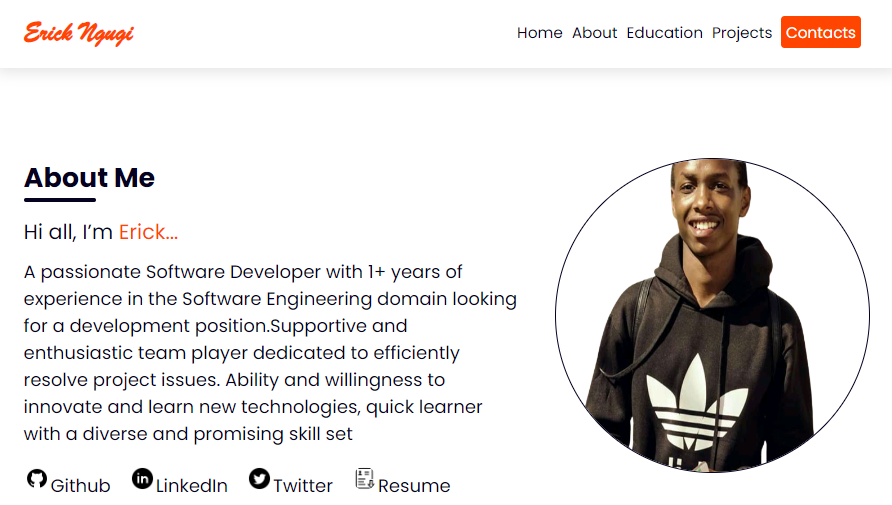 Erick Ngugi
Home About Education Projects Contacts
About Me
Hi all, I’m Erick...
A passionate Software Developer with 1+ years of
experience in the Software Engineering domain looking
for a development position.Supportive and
enthusiastic team player dedicated to efficiently
resolve project issues. Ability and willingness to
innovate and learn new technologies, quick learner
with a diverse and promising skill set
Github LinkedIn Twitter Resume